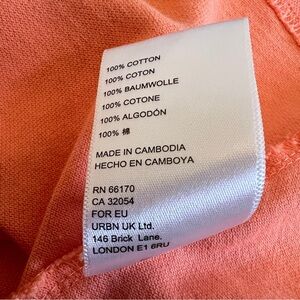 100% COTTON
100% COTON
100% BAUMWOLLE
100% COTONE
100% ALGODÓN
100% 棉
MADE IN CAMBODIA
HECHO EN CAMBOYA
RN 66170
CA 32054
FOR EU
URBN UK Ltd.
146 Brick Lane.
LONDON E1 6RU